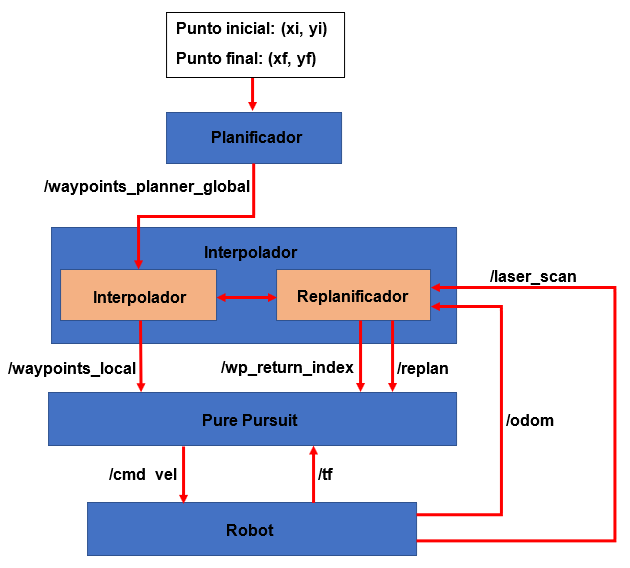 Punto inicial: (xi, yi)
Punto final: (xf, yf)
Planificador
/waypoints_planner_global
Interpolador
/laser_scan
Interpolador
Replanificador
/waypoints_local
/wp_return_index
/replan
/odom
Pure Pursuit
/cmd vel
/tf
Robot